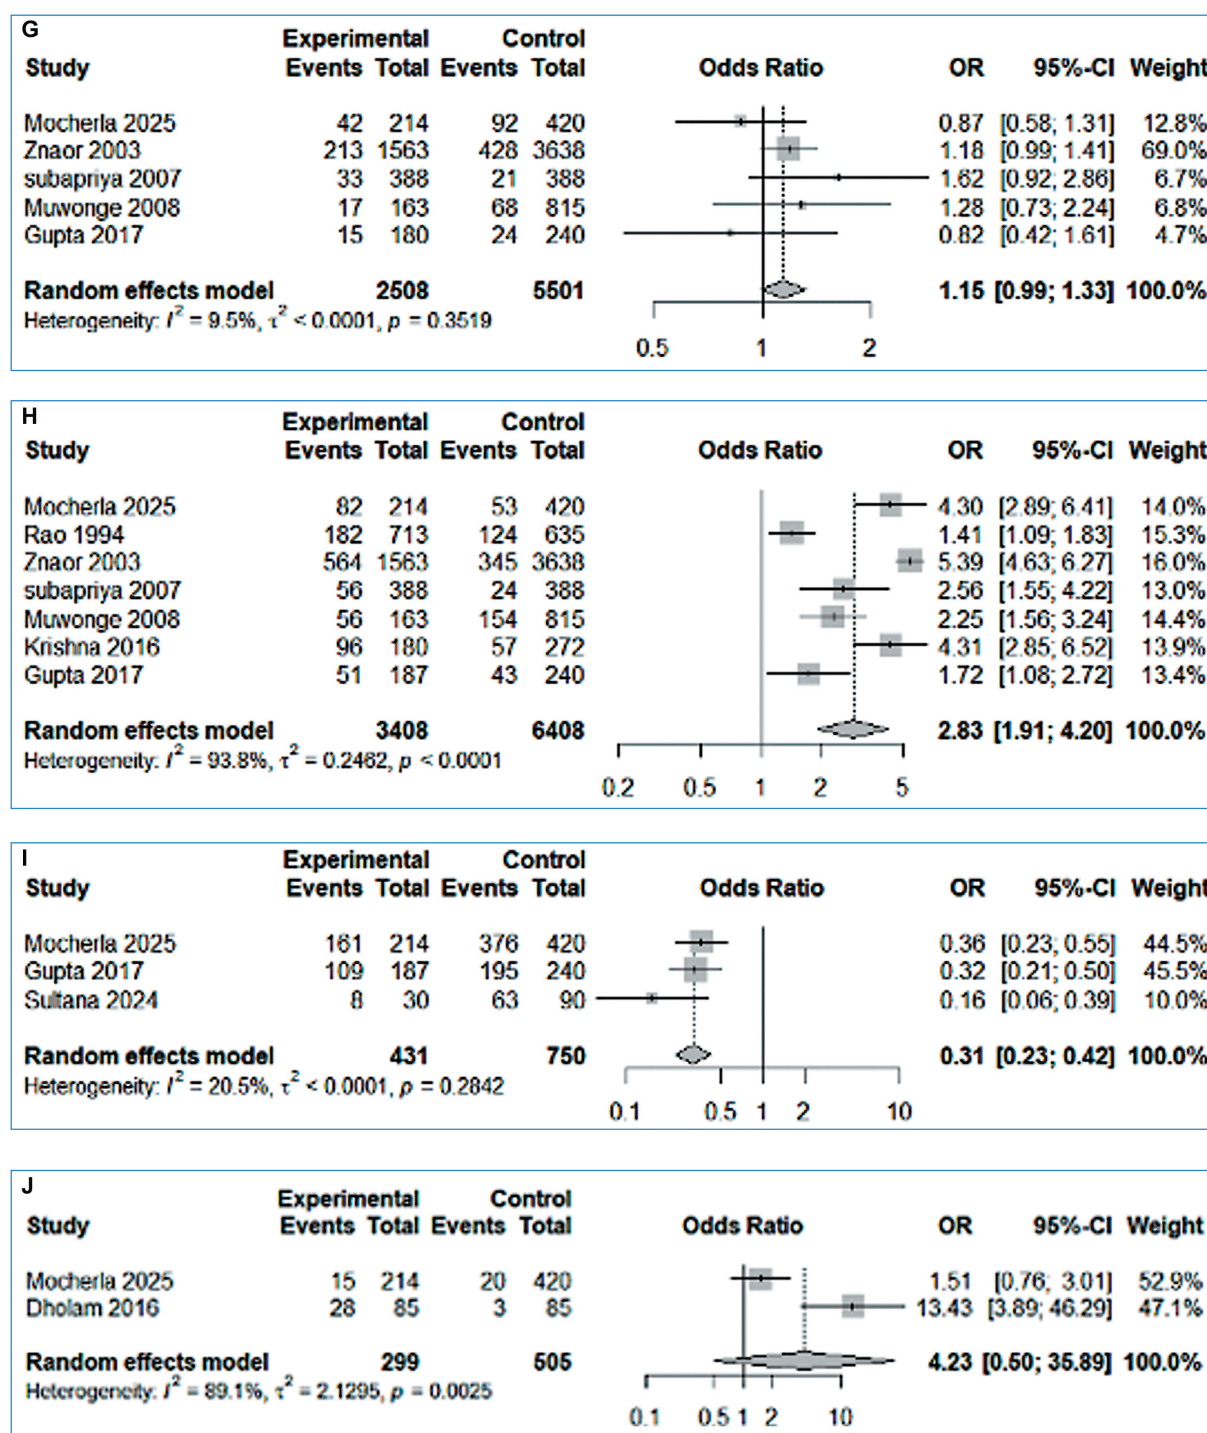 G
Experimental Control
Study Events Total Events Total Odds Ratio OR 95%-CI Weight
Mocherla 2025 42 214 92 420 0.87 [0.58; 1.31] 12.8%
Znaor 2003 213 1563 428 3638 1.18 [0.99; 1.41] 69.0%
subapriya 2007 33 388 21 388 1.62 [0.92; 2.86] 6.7%
Muwonge 2008 17 163 68 815 1.28 [0.73; 2.24] 6.8%
Gupta 2017 15 180 24 240 0.82 [0.42; 1.61] 4.7%
Random effects model 2508 5501 1.15 [0.99; 1.33] 100.0%
Heterogeneity: I² = 9.5%, τ² < 0.0001, p = 0.3519
0.5 1 2
H
Experimental Control
Study Events Total Events Total Odds Ratio OR 95%-CI Weight
Mocherla 2025 82 214 53 420 4.30 [2.89; 6.41] 14.0%
Rao 1994 182 713 124 635 1.41 [1.09; 1.83] 15.3%
Znaor 2003 564 1563 345 3638 5.39 [4.63; 6.27] 16.0%
subapriya 2007 56 388 24 388 2.56 [1.55; 4.22] 13.0%
Muwonge 2008 56 163 154 815 2.25 [1.56; 3.24] 14.4%
Krishna 2016 96 180 57 272 4.31 [2.85; 6.52] 13.9%
Gupta 2017 51 187 43 240 1.72 [1.08; 2.72] 13.4%
Random effects model 3408 6408 2.83 [1.91; 4.20] 100.0%
Heterogeneity: I² = 93.8%, τ² = 0.2462, p < 0.0001
0.2 0.5 1 2 5
I
Experimental Control
Study Events Total Events Total Odds Ratio OR 95%-CI Weight
Mocherla 2025 161 214 376 420 0.36 [0.23; 0.55] 44.5%
Gupta 2017 109 187 195 240 0.32 [0.21; 0.50] 45.5%
Sultana 2024 8 30 63 90 0.16 [0.06; 0.39] 10.0%
Random effects model 431 750 0.31 [0.23; 0.42] 100.0%
Heterogeneity: I² = 20.5%, τ² < 0.0001, p = 0.2842
0.1 0.5 1 2 10
J
Experimental Control
Study Events Total Events Total Odds Ratio OR 95%-CI Weight
Mocherla 2025 15 214 20 420 1.51 [0.76; 3.01] 52.9%
Dholam 2016 28 85 3 85 13.43 [3.89; 46.29] 47.1%
Random effects model 299 505 4.23 [0.50; 35.89] 100.0%
Heterogeneity: I² = 89.1%, τ² = 2.1295, p = 0.0025
0.1 0.5 1 2 10